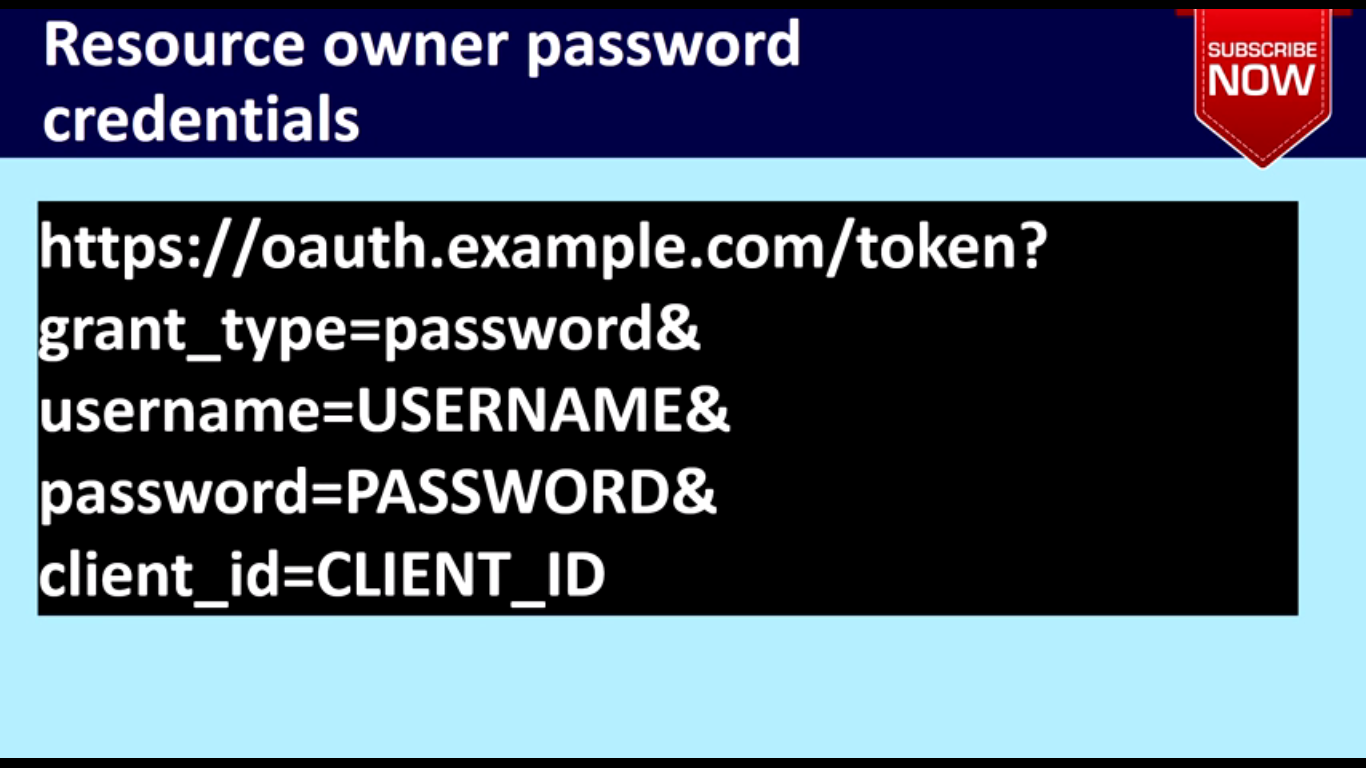 Resource owner password
credentials
SUBSCRIBE
NOW
https://oauth.example.com/token?
grant_type=password&
username=USERNAME&
password=PASSWORD&
client_id=CLIENT_ID